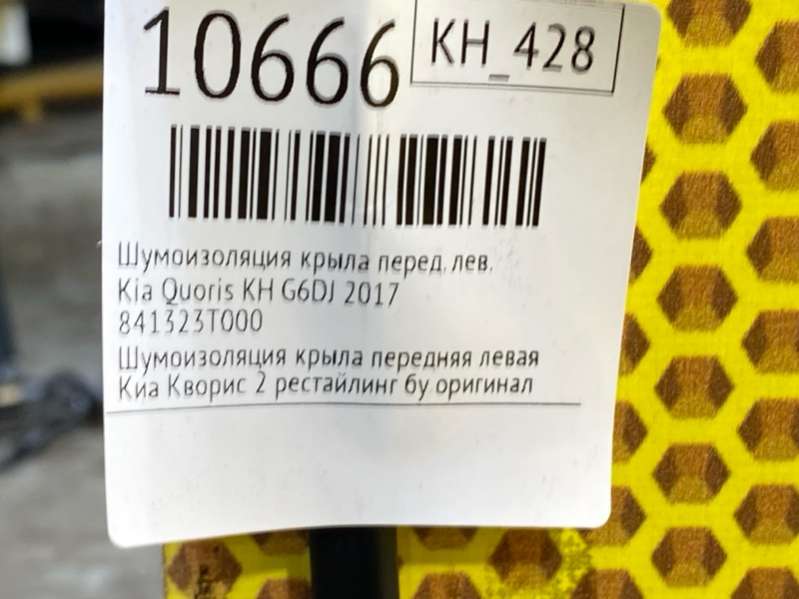 10666
KH_428
Шумоизоляция крыла перед. лев.
Kia Quoris KH G6DJ 2017
841323T000
Шумоизоляция крыла передняя левая
Киа Кворис 2 рестайлинг бу оригинал